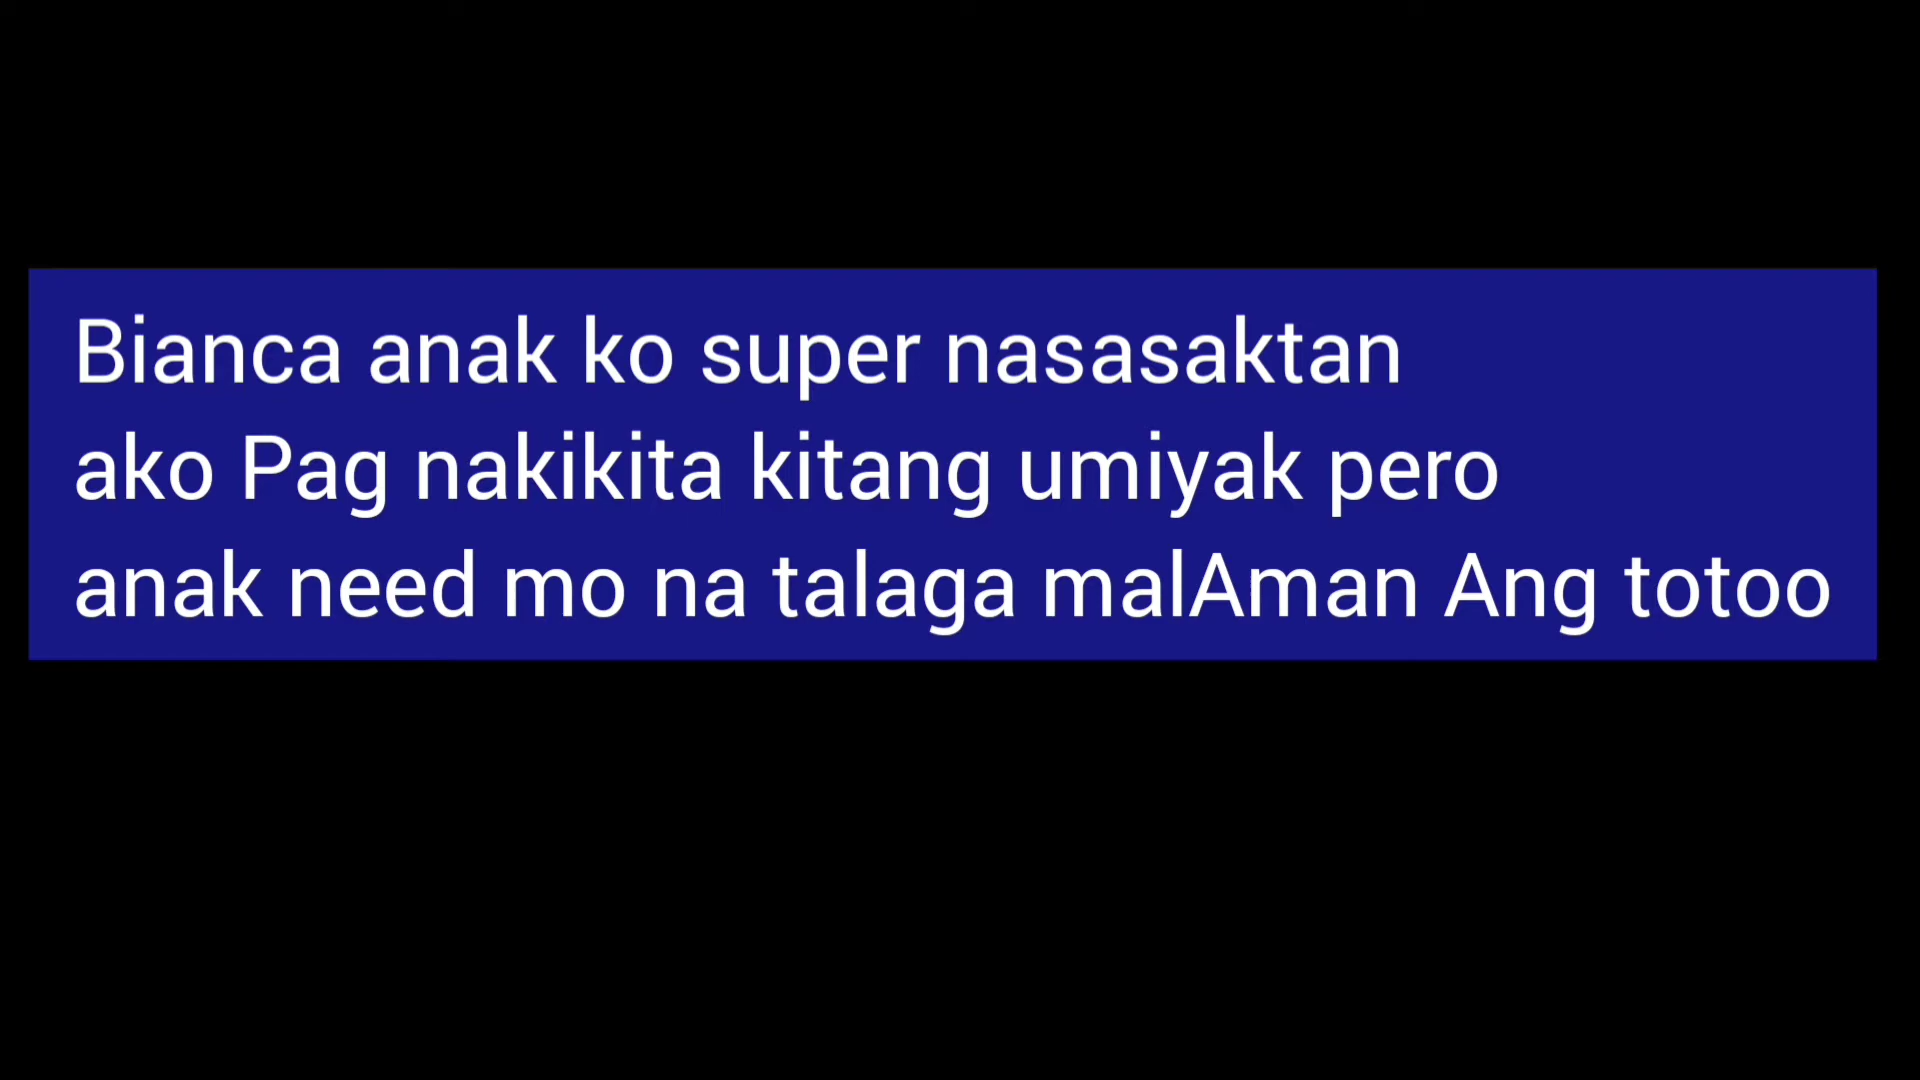 Bianca anak ko super nasasaktan
ako Pag nakikita kitang umiyak pero
anak need mo na talaga malAman Ang totoo